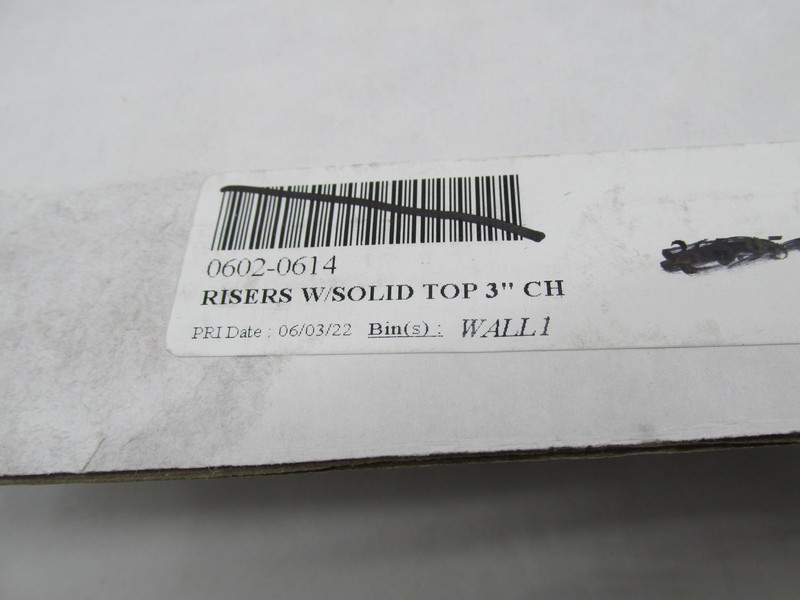 0602-0614
RISERS W/SOLID TOP 3" CH
PRI Date : 06/03/22 Bin(s) : WALL1